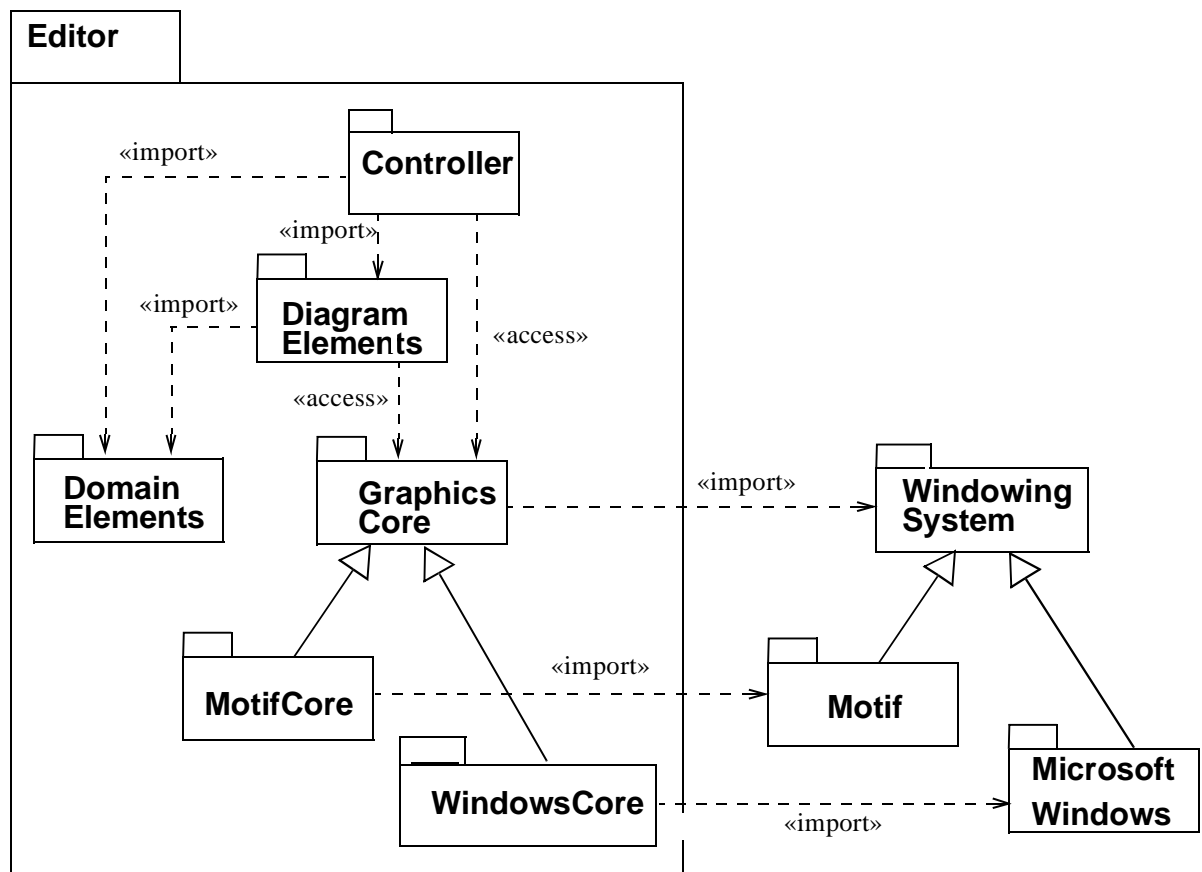 Editor
«import»
Controller
«import»
«import»
Diagram
Elements
«access»
«access»
Domain
Elements
Graphics
Core
«import»
Windowing
System
MotifCore
«import»
Motif
WindowsCore
«import»
Microsoft
Windows